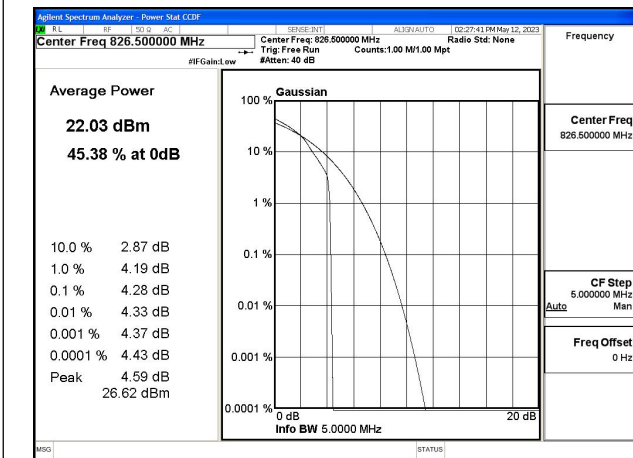 Agilent Spectrum Analyzer - Power Stat CCDF
RL RF 50 Ω AC SENSE:INT ALIGN AUTO 02:27:41 PM May 12, 2023
Center Freq 826.500000 MHz
Center Freq: 826.500000 MHz Radio Std: None
Trig: Free Run Counts:1.00 M/1.00 Mpt
#IFGain:Low #Atten: 40 dB
Frequency
Average Power
22.03 dBm
45.38 % at 0dB
10.0 % 2.87 dB
1.0 % 4.19 dB
0.1 % 4.28 dB
0.01 % 4.33 dB
0.001 % 4.37 dB
0.0001 % 4.43 dB
Peak 4.59 dB
26.62 dBm
Gaussian
100 %
10 %
1 %
0.1 %
0.01 %
0.001 %
0.0001 %
0 dB 20 dB
Info BW 5.0000 MHz
Center Freq
826.500000 MHz
CF Step
5.000000 MHz
Auto Man
Freq Offset
0 Hz
MSG STATUS